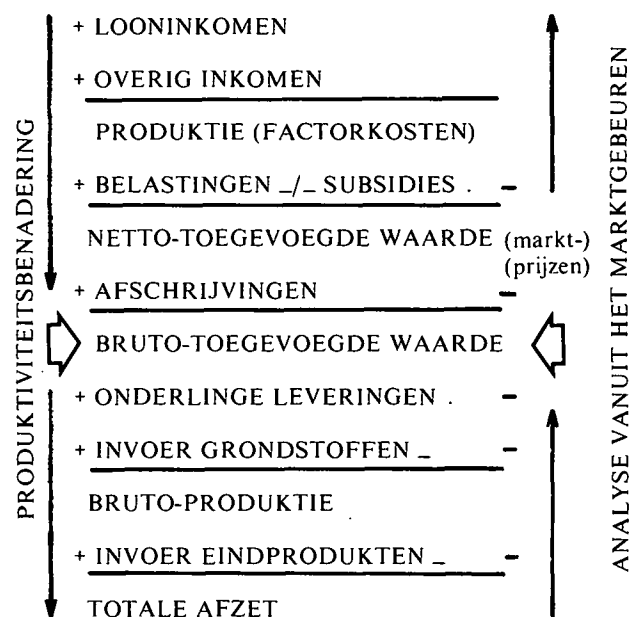 + LOONINKOMEN
+ OVERIG INKOMEN
PRODUKTIE (FACTORKOSTEN)
+ BELASTINGEN _/_ SUBSIDIES . -
NETTO-TOEGEVOEGDE WAARDE (markt-)
(prijzen)
+ AFSCHRIJVINGEN -
BRUTO-TOEGEVOEGDE WAARDE
+ ONDERLINGE LEVERINGEN . -
+ INVOER GRONDSTOFFEN _ -
BRUTO-PRODUKTIE
+ INVOER EINDPRODUKTEN _ -
TOTALE AFZET
PRODUKTIVITEITSBENADERING
ANALYSE VANUIT HET MARKTGEBEUREN